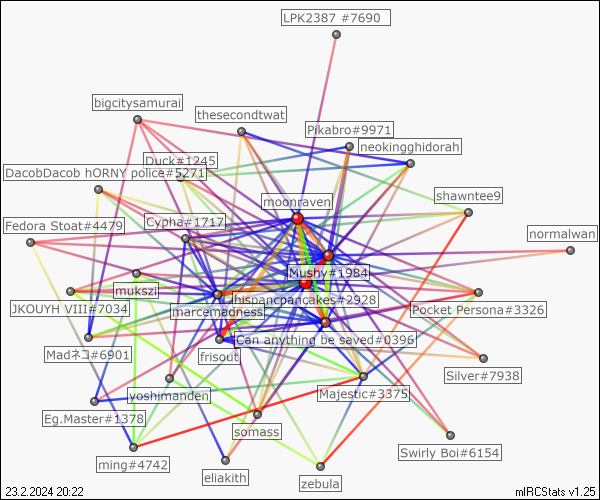 LPK2387 #7690
bigcitysamurai
thesecondtwat
Pikabro#9971
neokingghidorah
Duck#1245
DacobDacob hORNY police#5271
shawntee9
moonraven
Fedora Stoat#4479
Cypha#1717
normalwan
Mushy#1984
mukszi
hispanpancakes#2928
JKOUYH VIII#7034
marcemadness
Pocket Persona#3326
Can anything be saved#0396
Madネコ#6901
frisout
Silver#7938
yoshimanden
Majestic#3375
Eg.Master#1378
somass
Swirly Boi#6154
ming#4742
eliakith
zebula
23.2.2024 20:22
mIRCStats v1.25